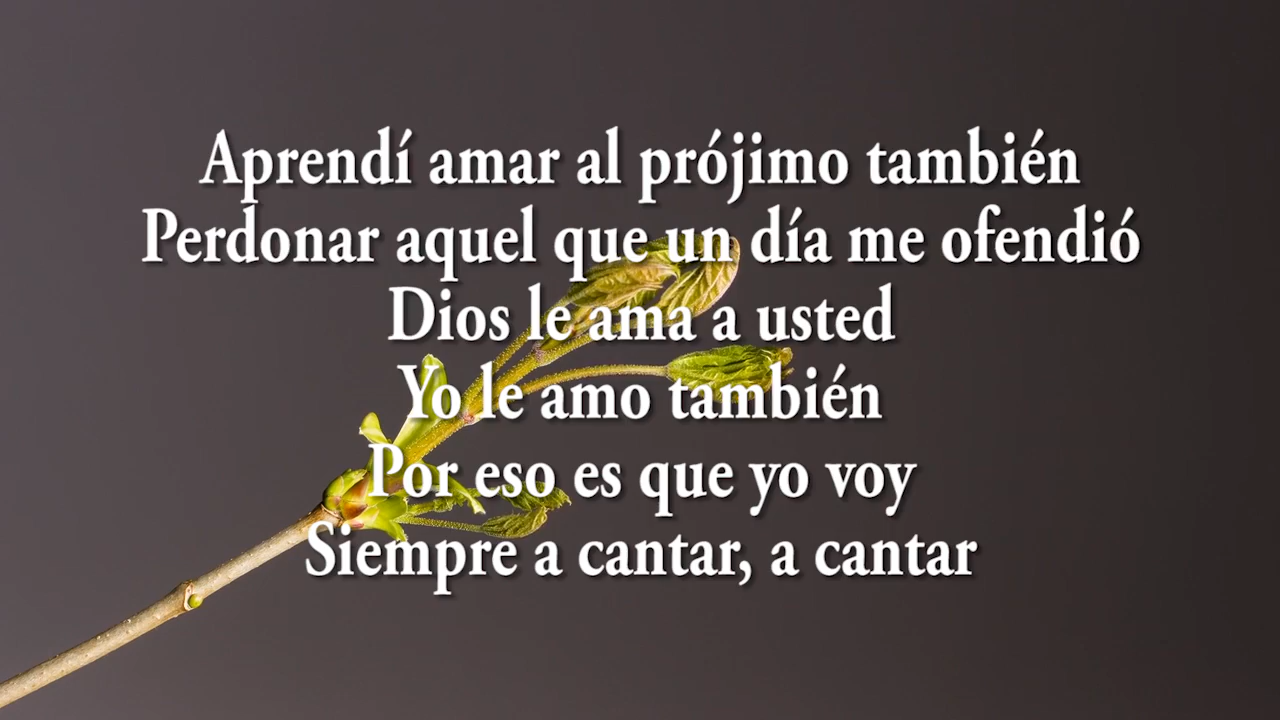 Aprendí amar al prójimo también
Perdonar aquel que un día me ofendió
Dios le ama a usted
Yo le amo también
Por eso es que yo voy
Siempre a cantar, a cantar